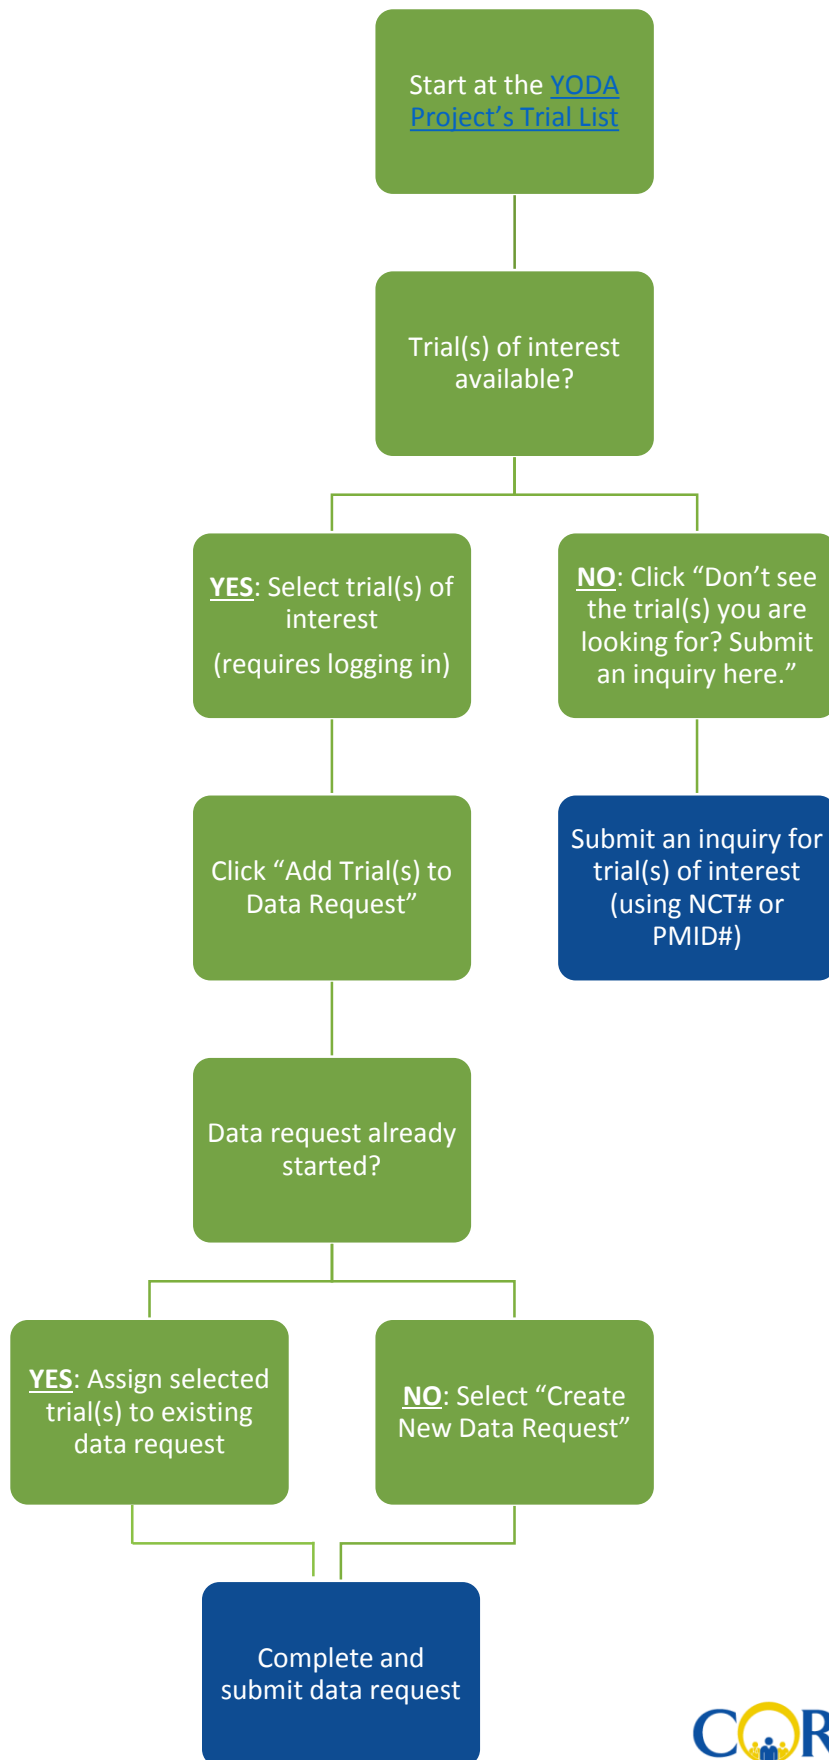 Start at the YODA
Project’s Trial List
Trial(s) of interest
available?
YES: Select trial(s) of
interest
(requires logging in)
NO: Click “Don’t see
the trial(s) you are
looking for? Submit
an inquiry here.”
Click “Add Trial(s) to
Data Request”
Submit an inquiry for
trial(s) of interest
(using NCT# or
PMID#)
Data request already
started?
YES: Assign selected
trial(s) to existing
data request
NO: Select “Create
New Data Request”
Complete and
submit data request
COR